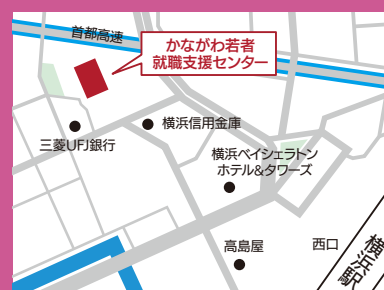 首都高速
かながわ若者
就職支援センター
横浜信用金庫
三菱UFJ銀行
横浜ベイシェラトン
ホテル&タワーズ
高島屋
西口
横浜駅